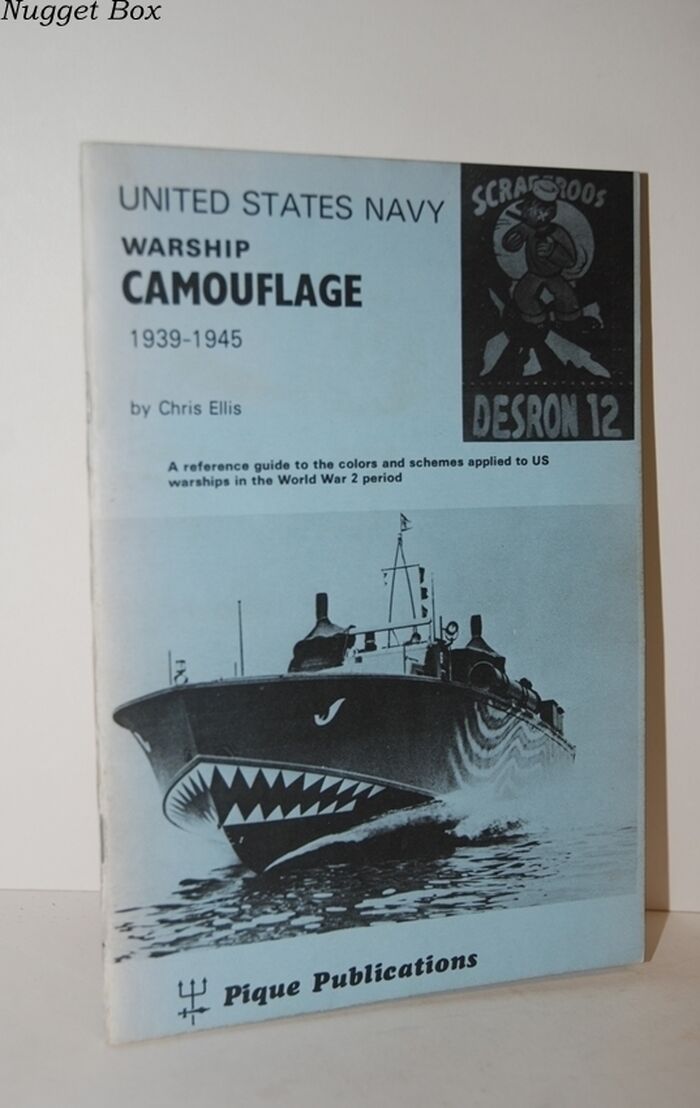 Nugget Box
UNITED STATES NAVY
WARSHIP
CAMOUFLAGE
1939-1945
by Chris Ellis
DESRON 12
A reference guide to the colors and schemes applied to US
warships in the World War 2 period
J
Pique Publications